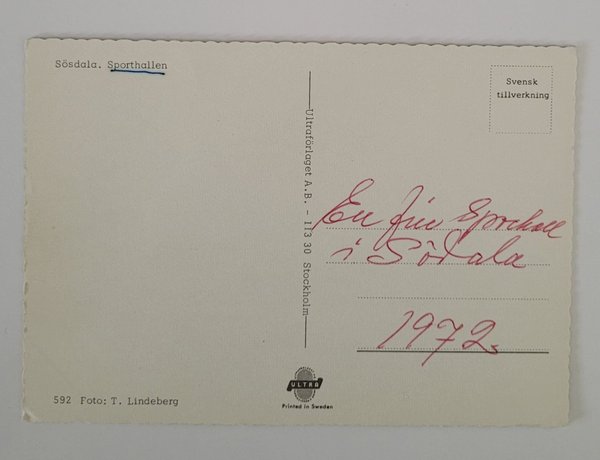 Sösdala. Sporthallen
Svensk
tillverkning
Ultraförlaget A.B. - 113 30 Stockholm
En fin Sporthall
i Sösdala
1972.
592 Foto: T. Lindeberg
ULTRA
Printed in Sweden